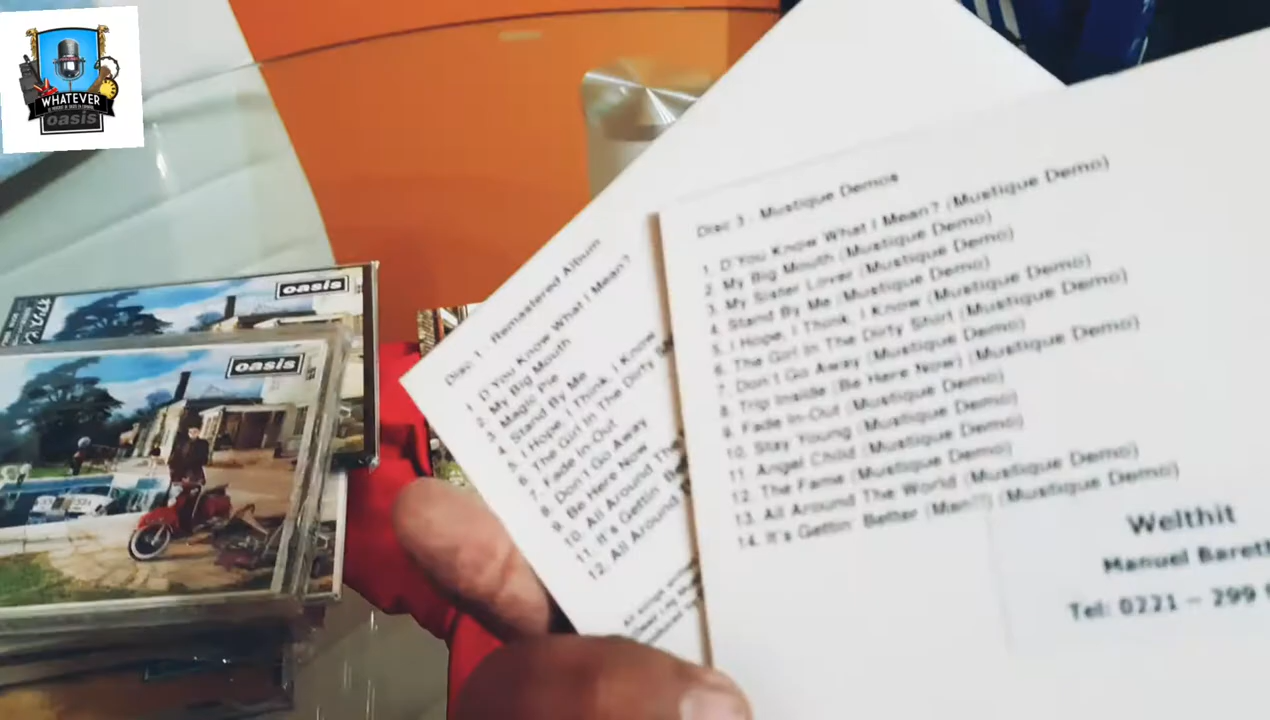 WHATEVER
oasis
oasis
oasis
Disc 1 - Remastered Album
1. D'You Know What I Mean?
2. My Big Mouth
3. Magic Pie
4. Stand By Me
5. I Hope, I Think, I Know
6. The Girl In The Dirty
7. Fade In-Out
8. Don't Go Away
9. Be Here Now
10. All Around The
11. It's Gettin' Be
12. All Around
Disc 3 - Mustique Demos
1. D'You Know What I Mean? (Mustique Demo)
2. My Big Mouth (Mustique Demo)
3. My Sister Lover (Mustique Demo)
4. Stand By Me (Mustique Demo)
5. I Hope, I Think, I Know (Mustique Demo)
6. The Girl In The Dirty Shirt (Mustique Demo)
7. Don't Go Away (Mustique Demo)
8. Trip Inside (Be Here Now) (Mustique Demo)
9. Fade In-Out (Mustique Demo)
10. Stay Young (Mustique Demo)
11. Angel Child (Mustique Demo)
12. The Fame (Mustique Demo)
13. All Around The World (Mustique Demo)
14. It's Gettin' Better (Man!!) (Mustique Demo)
Welthit
Manuel Bareth
Tel: 0221 – 299